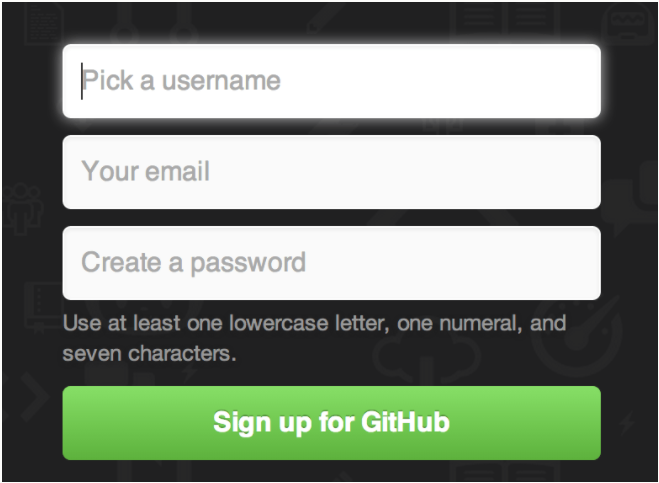 Pick a username
Your email
Create a password
Use at least one lowercase letter, one numeral, and
seven characters.
Sign up for GitHub